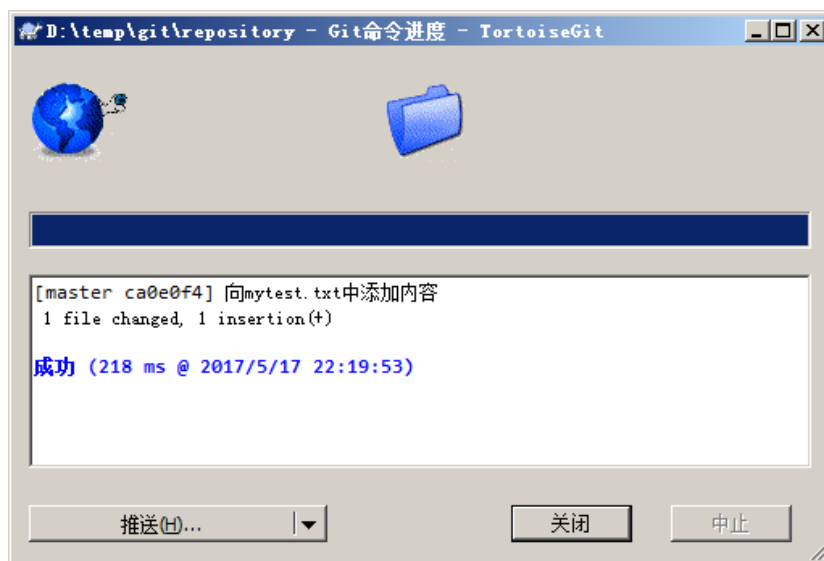 D:\temp\git\repository - Git命令进度 - TortoiseGit
[master ca0e0f4] 向mytest.txt中添加内容
1 file changed, 1 insertion(+)
成功 (218 ms @ 2017/5/17 22:19:53)
推送(H)... 关闭 中止